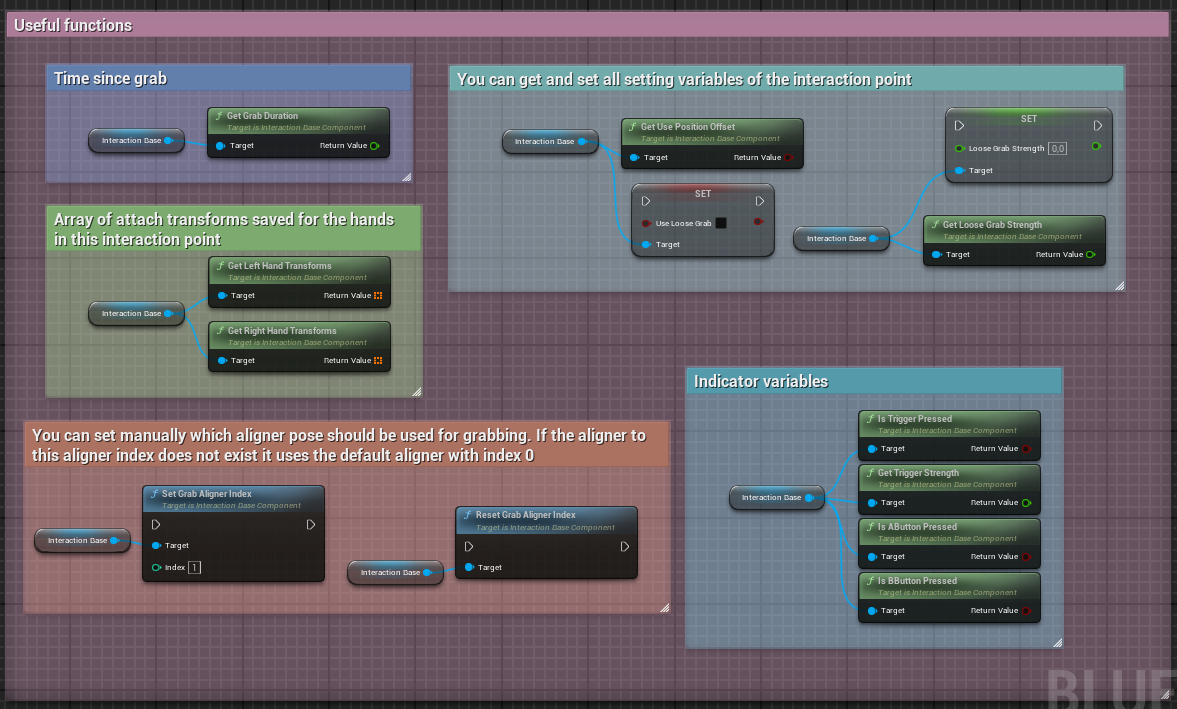 Useful functions
Time since grab
Interaction Base
Get Grab Duration
Target is Interaction Base Component
Target Return Value
You can get and set all setting variables of the interaction point
Interaction Base
Get Use Position Offset
Target is Interaction Base Component
Target Return Value
SET
Use Loose Grab
Target
SET
Loose Grab Strength 0,0
Target
Interaction Base
Get Loose Grab Strength
Target is Interaction Base Component
Target Return Value
Array of attach transforms saved for the hands
in this interaction point
Interaction Base
Get Left Hand Transforms
Target is Interaction Base Component
Target Return Value
Get Right Hand Transforms
Target is Interaction Base Component
Target Return Value
You can set manually which aligner pose should be used for grabbing. If the aligner to
this aligner index does not exist it uses the default aligner with index 0
Interaction Base
Set Grab Aligner Index
Target is Interaction Base Component
Target
Index 1
Interaction Base
Reset Grab Aligner Index
Target is Interaction Base Component
Target
Indicator variables
Interaction Base
Is Trigger Pressed
Target is Interaction Base Component
Target Return Value
Get Trigger Strength
Target is Interaction Base Component
Target Return Value
Is AButton Pressed
Target is Interaction Base Component
Target Return Value
Is BButton Pressed
Target is Interaction Base Component
Target Return Value
BLUE